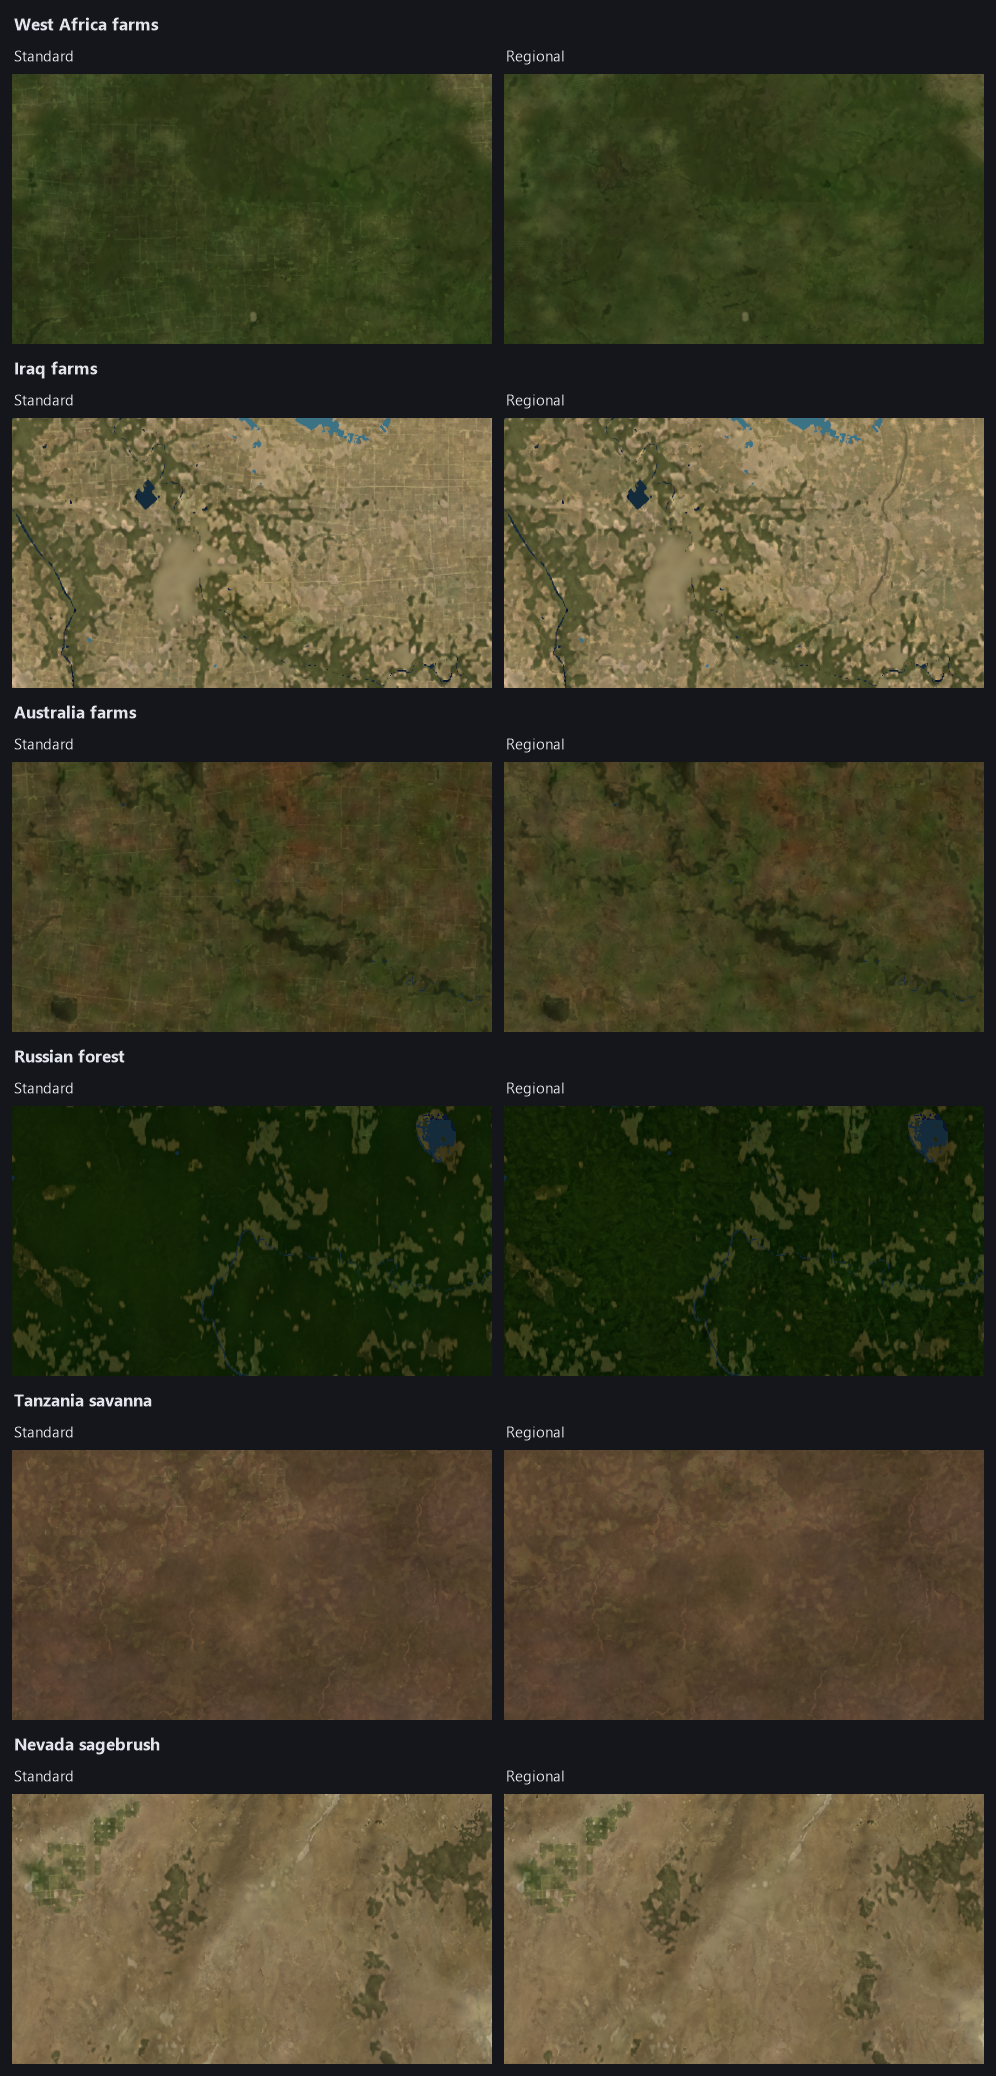 West Africa farms
Standard
Regional
Iraq farms
Standard
Regional
Australia farms
Standard
Regional
Russian forest
Standard
Regional
Tanzania savanna
Standard
Regional
Nevada sagebrush
Standard
Regional